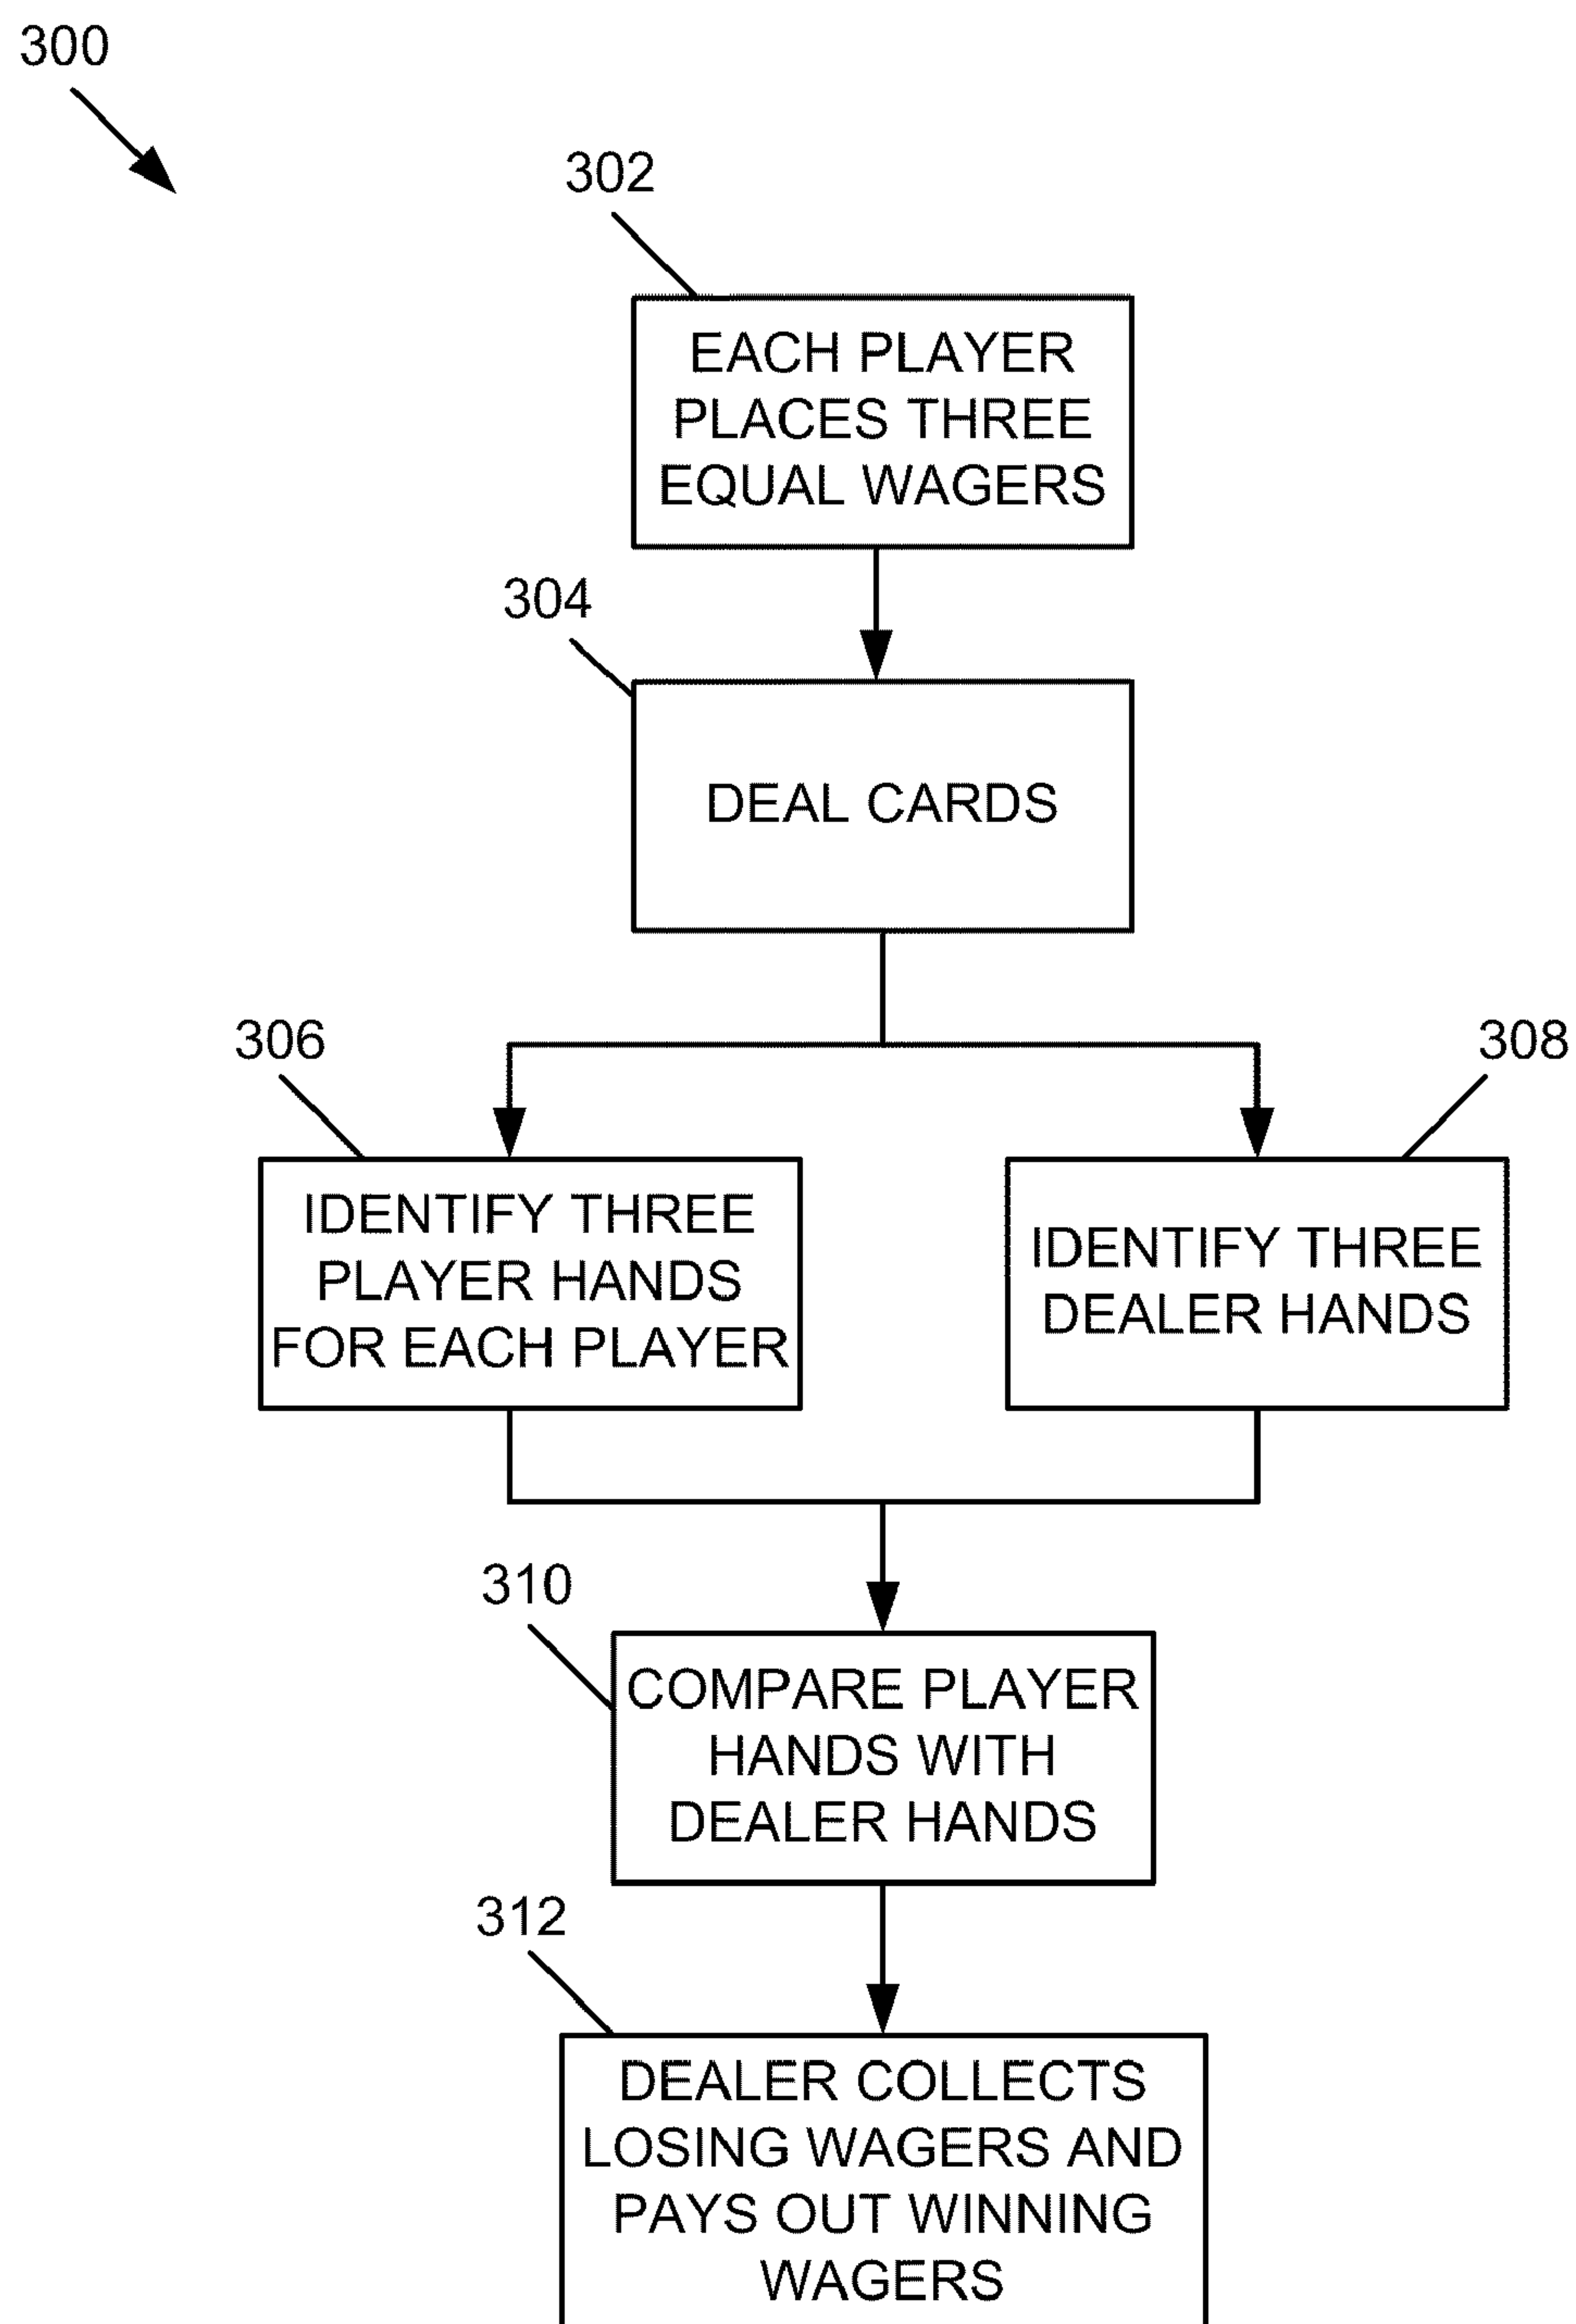 300
302
EACH PLAYER
PLACES THREE
EQUAL WAGERS
304
DEAL CARDS
306
308
IDENTIFY THREE
PLAYER HANDS
FOR EACH PLAYER
IDENTIFY THREE
DEALER HANDS
310
COMPARE PLAYER
HANDS WITH
DEALER HANDS
312
DEALER COLLECTS
LOSING WAGERS AND
PAYS OUT WINNING
WAGERS